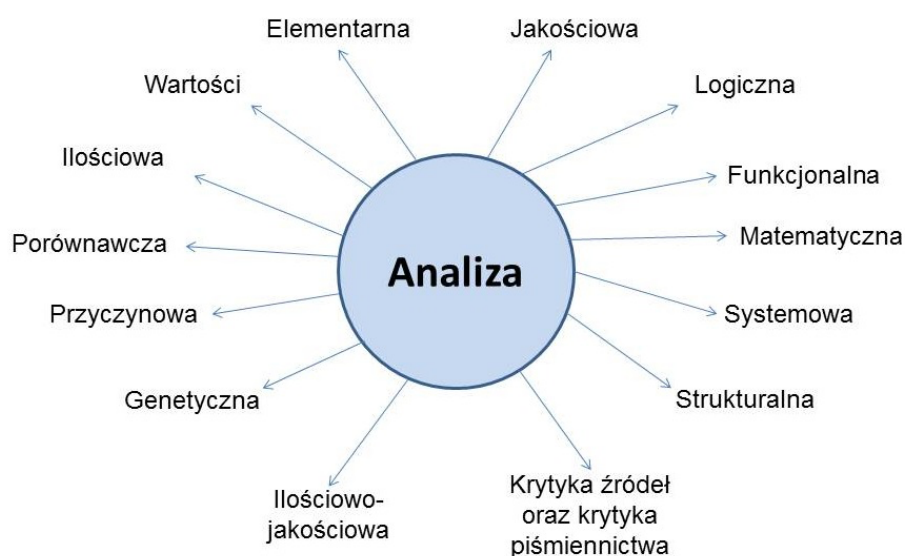 Elementarna
Jakościowa
Wartości
Logiczna
Ilościowa
Funkcjonalna
Porównawcza
Matematyczna
Analiza
Przyczynowa
Systemowa
Genetyczna
Strukturalna
Ilościowo-
jakościowa
Krytyka źródeł
oraz krytyka
piśmiennictwa